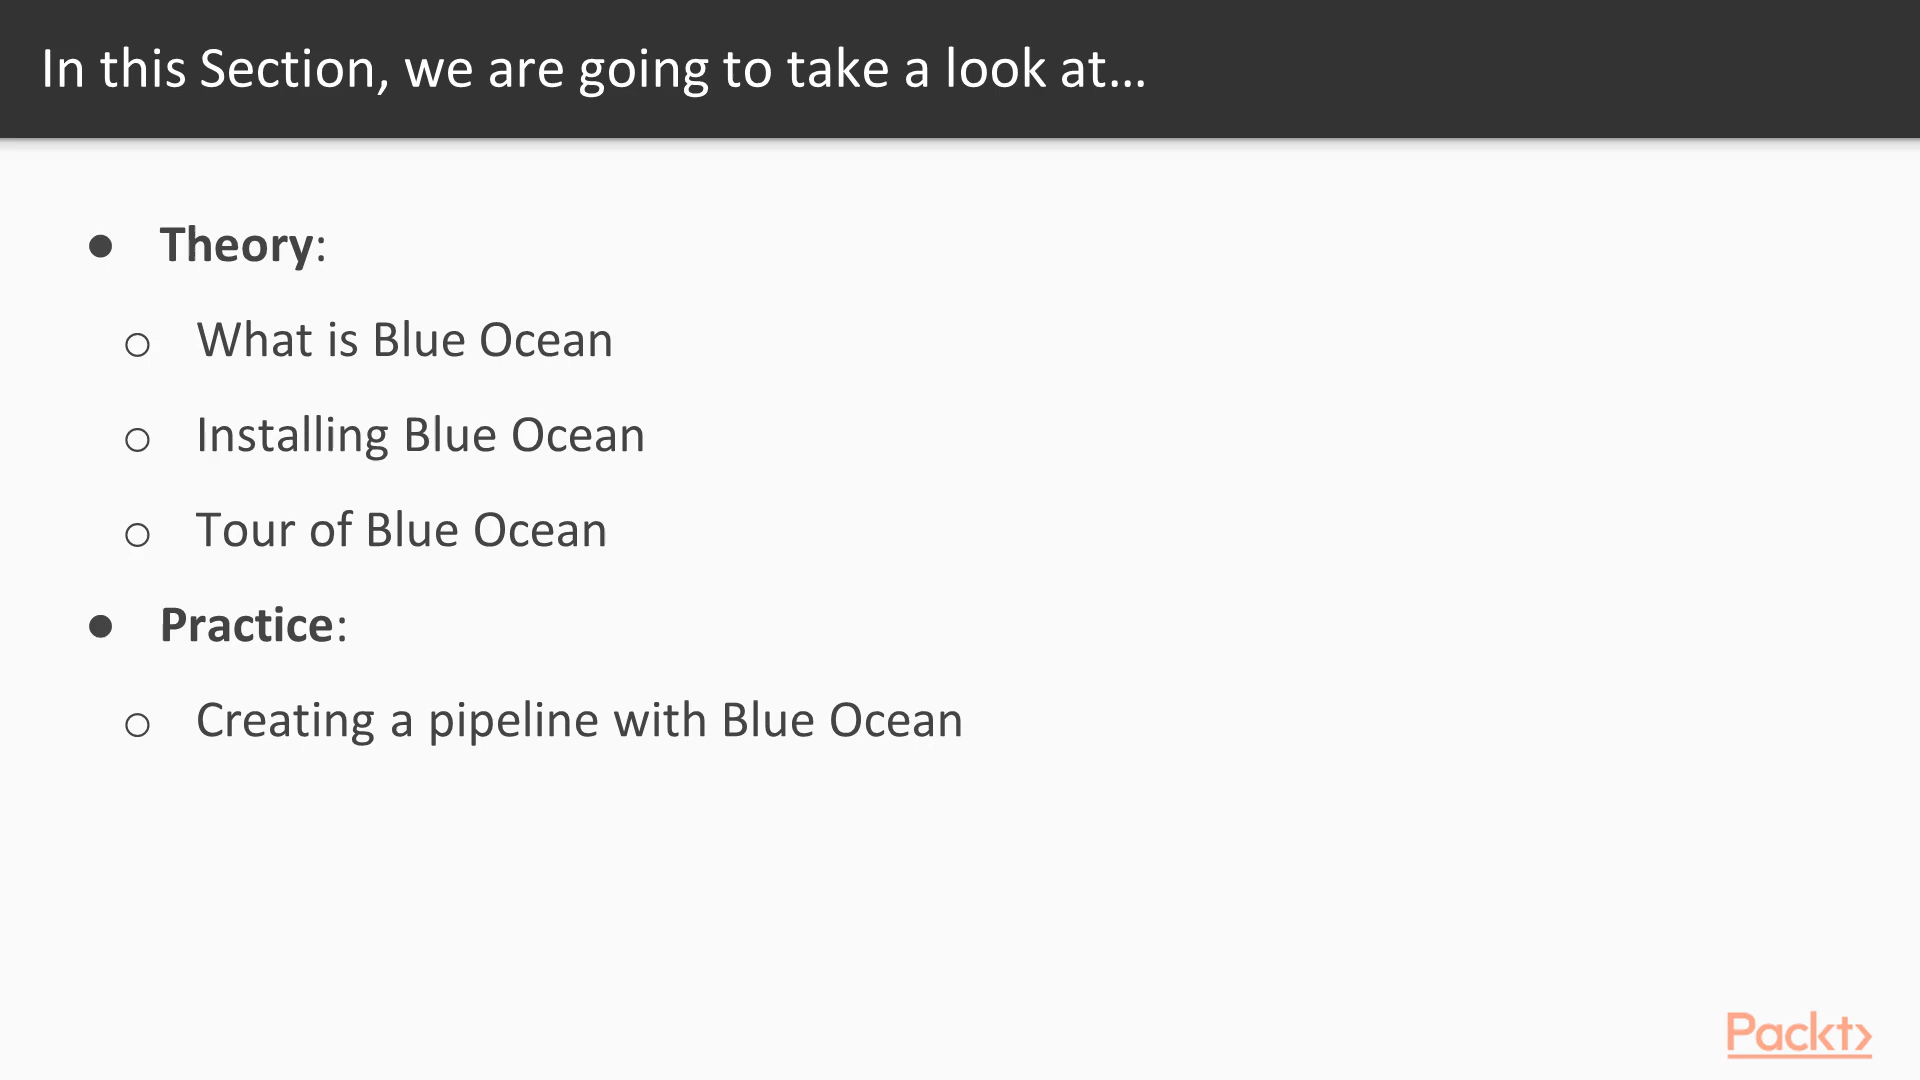 In this Section, we are going to take a look at...
● Theory:
○ What is Blue Ocean
○ Installing Blue Ocean
○ Tour of Blue Ocean
● Practice:
○ Creating a pipeline with Blue Ocean
Packt>